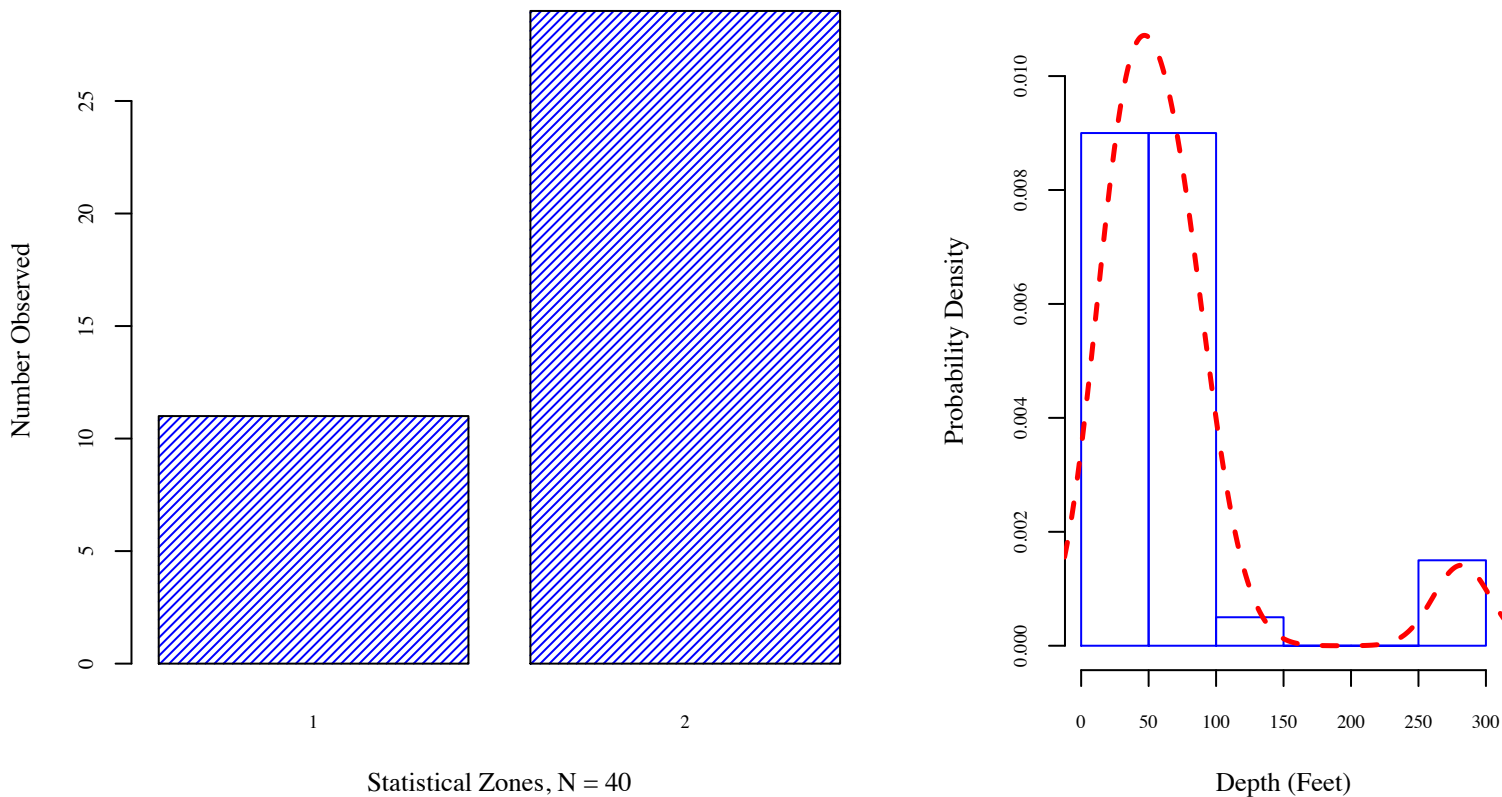 Number Observed
25
20
15
10
5
0
1 2
Statistical Zones, N = 40
Probability Density
0.010
0.008
0.006
0.004
0.002
0.000
0 50 100 150 200 250 300
Depth (Feet)